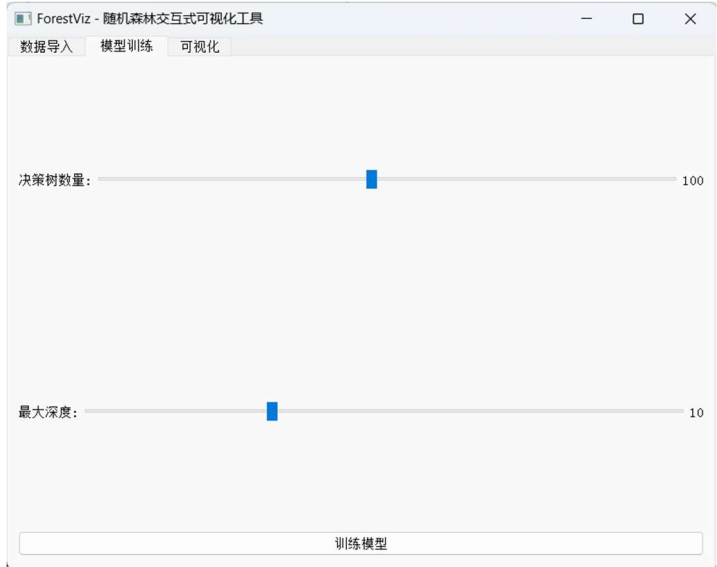 ForestViz - 随机森林交互式可视化工具
数据导入 模型训练 可视化
决策树数量: 100
最大深度: 10
训练模型